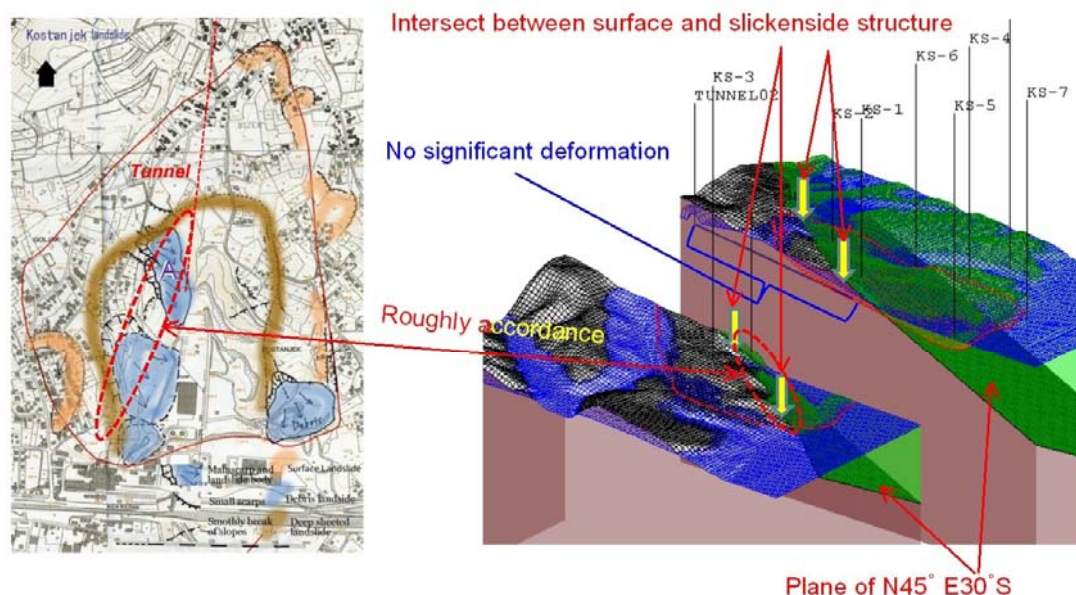 Kostanjek landslide
Tunnel
A
Debris
Mainscarp and
landslide body
Surface Landslide
Small scarps
Debris landside
Smothly break
of slopes
Deep sheeted
landslide
Intersect between surface and slickenside structure
KS-4
KS-6
KS-3
KS-7
TUNNEL02
KS-2
KS-1
KS-5
No significant deformation
Roughly accordance
Plane of N45° E30°S